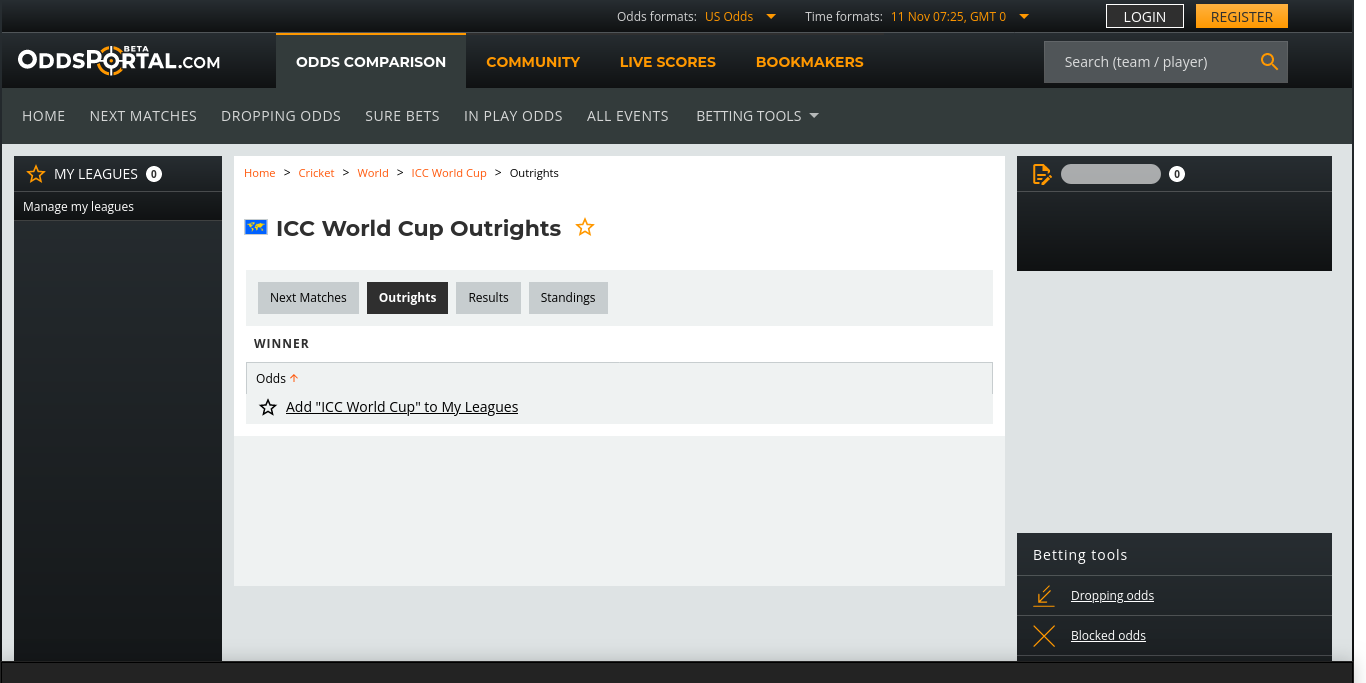 Odds formats: US Odds Time formats: 11 Nov 07:25, GMT 0 LOGIN REGISTER
ODDSPORTAL.COM BETA ODDS COMPARISON COMMUNITY LIVE SCORES BOOKMAKERS Search (team / player)
HOME NEXT MATCHES DROPPING ODDS SURE BETS IN PLAY ODDS ALL EVENTS BETTING TOOLS
MY LEAGUES 0
Manage my leagues
Home > Cricket > World > ICC World Cup > Outrights
ICC World Cup Outrights
Next Matches Outrights Results Standings
WINNER
Odds
Add "ICC World Cup" to My Leagues
0
Betting tools
Dropping odds
Blocked odds